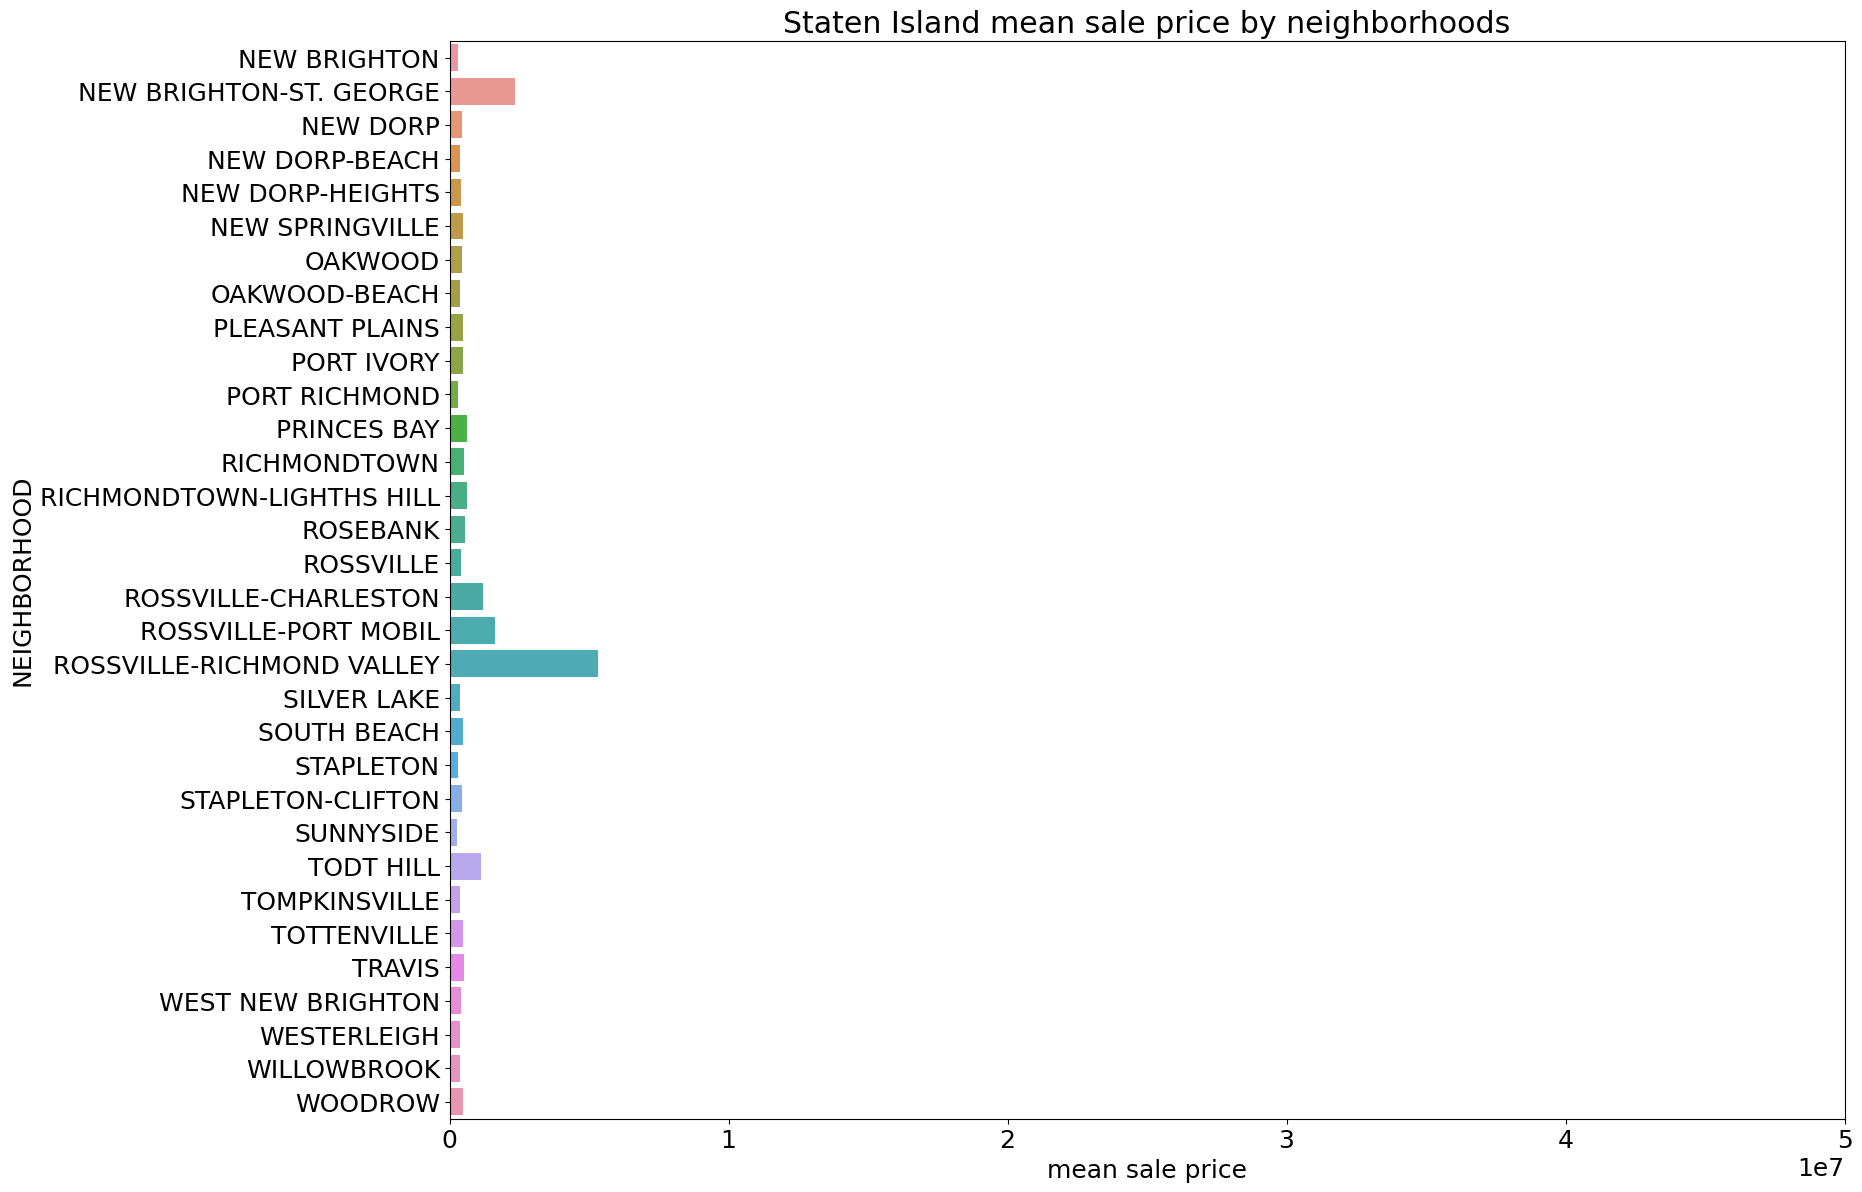 Staten Island mean sale price by neighborhoods
NEIGHBORHOOD
NEW BRIGHTON
NEW BRIGHTON-ST. GEORGE
NEW DORP
NEW DORP-BEACH
NEW DORP-HEIGHTS
NEW SPRINGVILLE
OAKWOOD
OAKWOOD-BEACH
PLEASANT PLAINS
PORT IVORY
PORT RICHMOND
PRINCES BAY
RICHMONDTOWN
RICHMONDTOWN-LIGHTHS HILL
ROSEBANK
ROSSVILLE
ROSSVILLE-CHARLESTON
ROSSVILLE-PORT MOBIL
ROSSVILLE-RICHMOND VALLEY
SILVER LAKE
SOUTH BEACH
STAPLETON
STAPLETON-CLIFTON
SUNNYSIDE
TODT HILL
TOMPKINSVILLE
TOTTENVILLE
TRAVIS
WEST NEW BRIGHTON
WESTERLEIGH
WILLOWBROOK
WOODROW
0 1 2 3 4 5
mean sale price
1e7